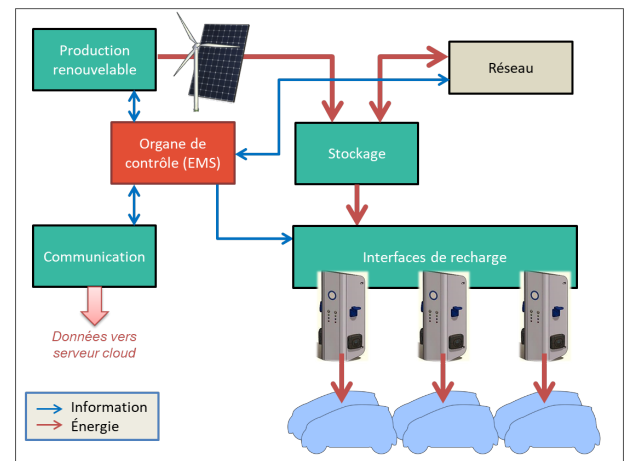 Production
renouvelable
Réseau
Organe de
contrôle (EMS)
Stockage
Communication
Interfaces de recharge
Données vers
serveur cloud
Information
Énergie